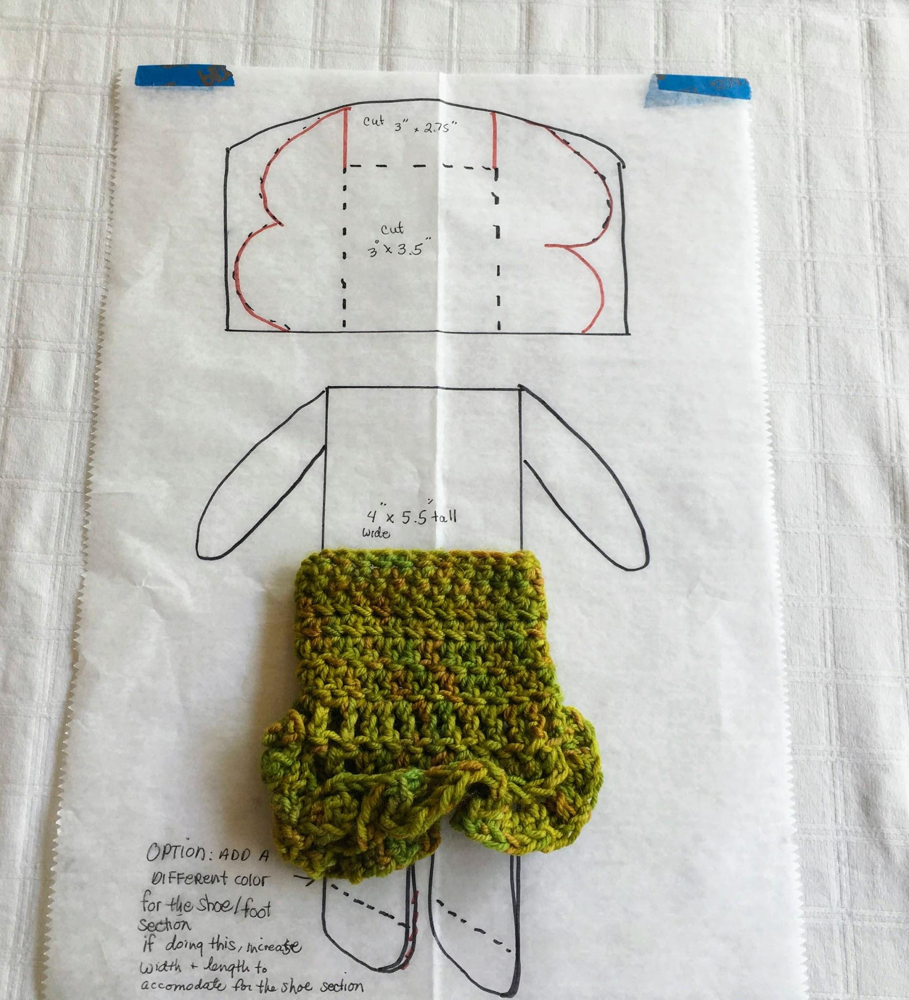 cut 3" x 2.75"
cut
3" x 3.5"
4" x 5.5" tall
wide
OPTION: ADD A
DIFFERENT COLOR
for the shoe/foot
section
if doing this, increase
width + length to
accomodate for the shoe section